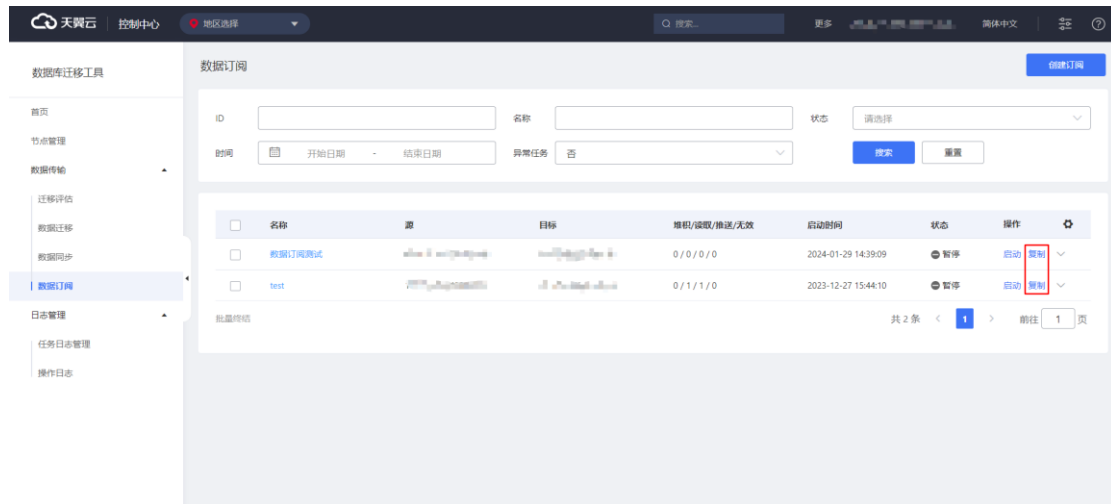 天翼云 控制中心 地区选择 搜索... 更多 简体中文
数据库迁移工具
首页
节点管理
数据传输
迁移评估
数据迁移
数据同步
数据订阅
日志管理
任务日志管理
操作日志
数据订阅 创建订阅
ID 名称 状态 请选择
时间 开始日期 - 结束日期 异常任务 否 搜索 重置
名称 源 目标 堆积/读取/推送/无效 启动时间 状态 操作
数据订阅测试 0 / 0 / 0 / 0 2024-01-29 14:39:09 暂停 启动 复制
test 0 / 1 / 1 / 0 2023-12-27 15:44:10 暂停 启动 复制
批量终结 共 2 条 < 1 > 前往 1 页